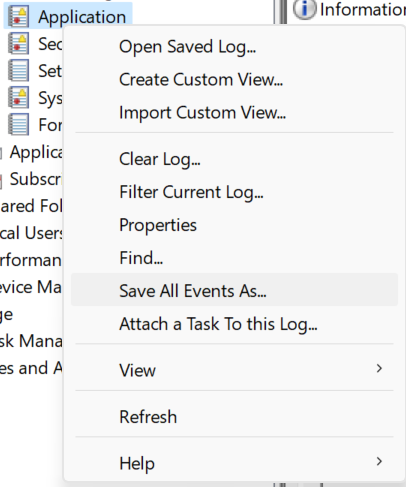 Application
Information
Open Saved Log...
Create Custom View...
Import Custom View...
Clear Log...
Filter Current Log...
Properties
Find...
Save All Events As...
Attach a Task To this Log...
View
Refresh
Help
Sec
Set
Sys
For
Applica
Subscr
ared Fol
cal Users
rforman
evice Ma
ge
sk Mana
es and A